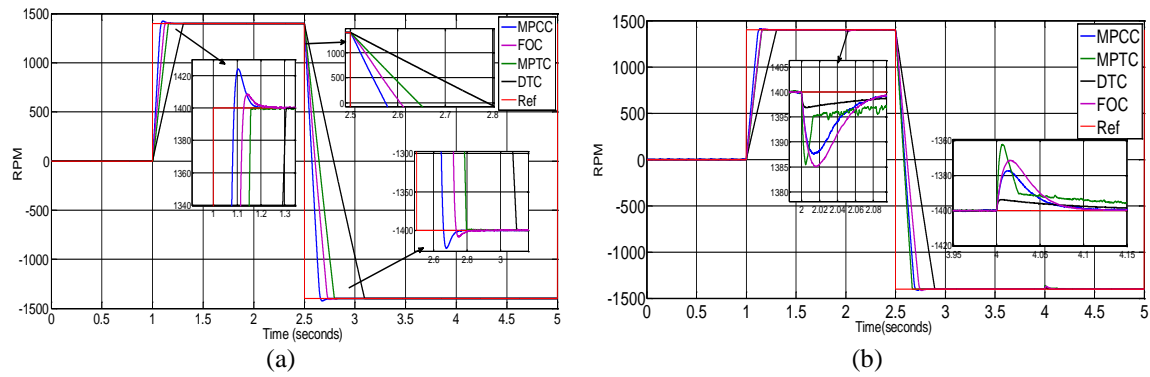 1500
1000
500
0
-500
-1000
-1500
RPM
0 0.5 1 1.5 2 2.5 3 3.5 4 4.5 5
Time (seconds)
MPCC
FOC
MPTC
DTC
Ref
1420
1400
1380
1360
1340
1 1.1 1.2 1.3
1000
500
0
2.5 2.6 2.7 2.8
-1300
-1350
-1400
2.6 2.8 3
(a)
1500
1000
500
0
-500
-1000
-1500
RPM
0 0.5 1 1.5 2 2.5 3 3.5 4 4.5 5
Time(seconds)
MPCC
MPTC
DTC
FOC
Ref
1400
1395
1390
1385
1380
2 2.02 2.04 2.06 2.08
-1360
-1380
-1400
-1420
3.95 4 4.05 4.1 4.15
(b)